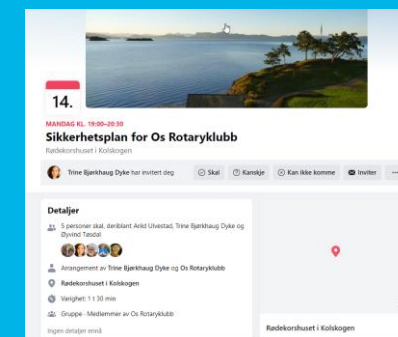 14.
MANDAG KL. 19:00–20:30
Sikkerhetsplan for Os Rotaryklubb
Rødekorshuset i Kolskogen
Trine Bjørkhaug Dyke har invitert deg
Skal
Kanskje
Kan ikke komme
Inviter
Detaljer
5 personer skal, deriblant Arild Ulvestad, Trine Bjørkhaug Dyke og
Øyvind Tøsdal
Arrangement av Trine Bjørkhaug Dyke og Os Rotaryklubb
Rødekorshuset i Kolskogen
Varighet: 1 t 30 min
Gruppe · Medlemmer av Os Rotaryklubb
Ingen detaljer ennå
Rødekorshuset i Kolskogen